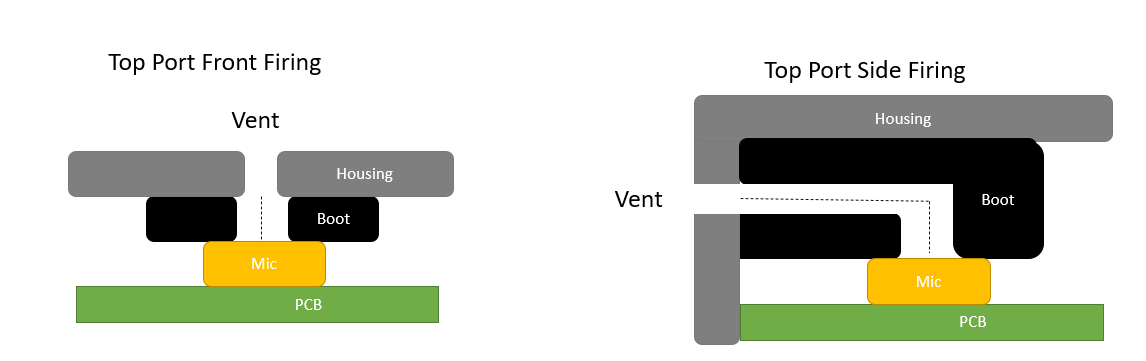 Top Port Front Firing
Vent
Housing
Boot
Mic
PCB
Top Port Side Firing
Housing
Vent
Boot
Mic
PCB